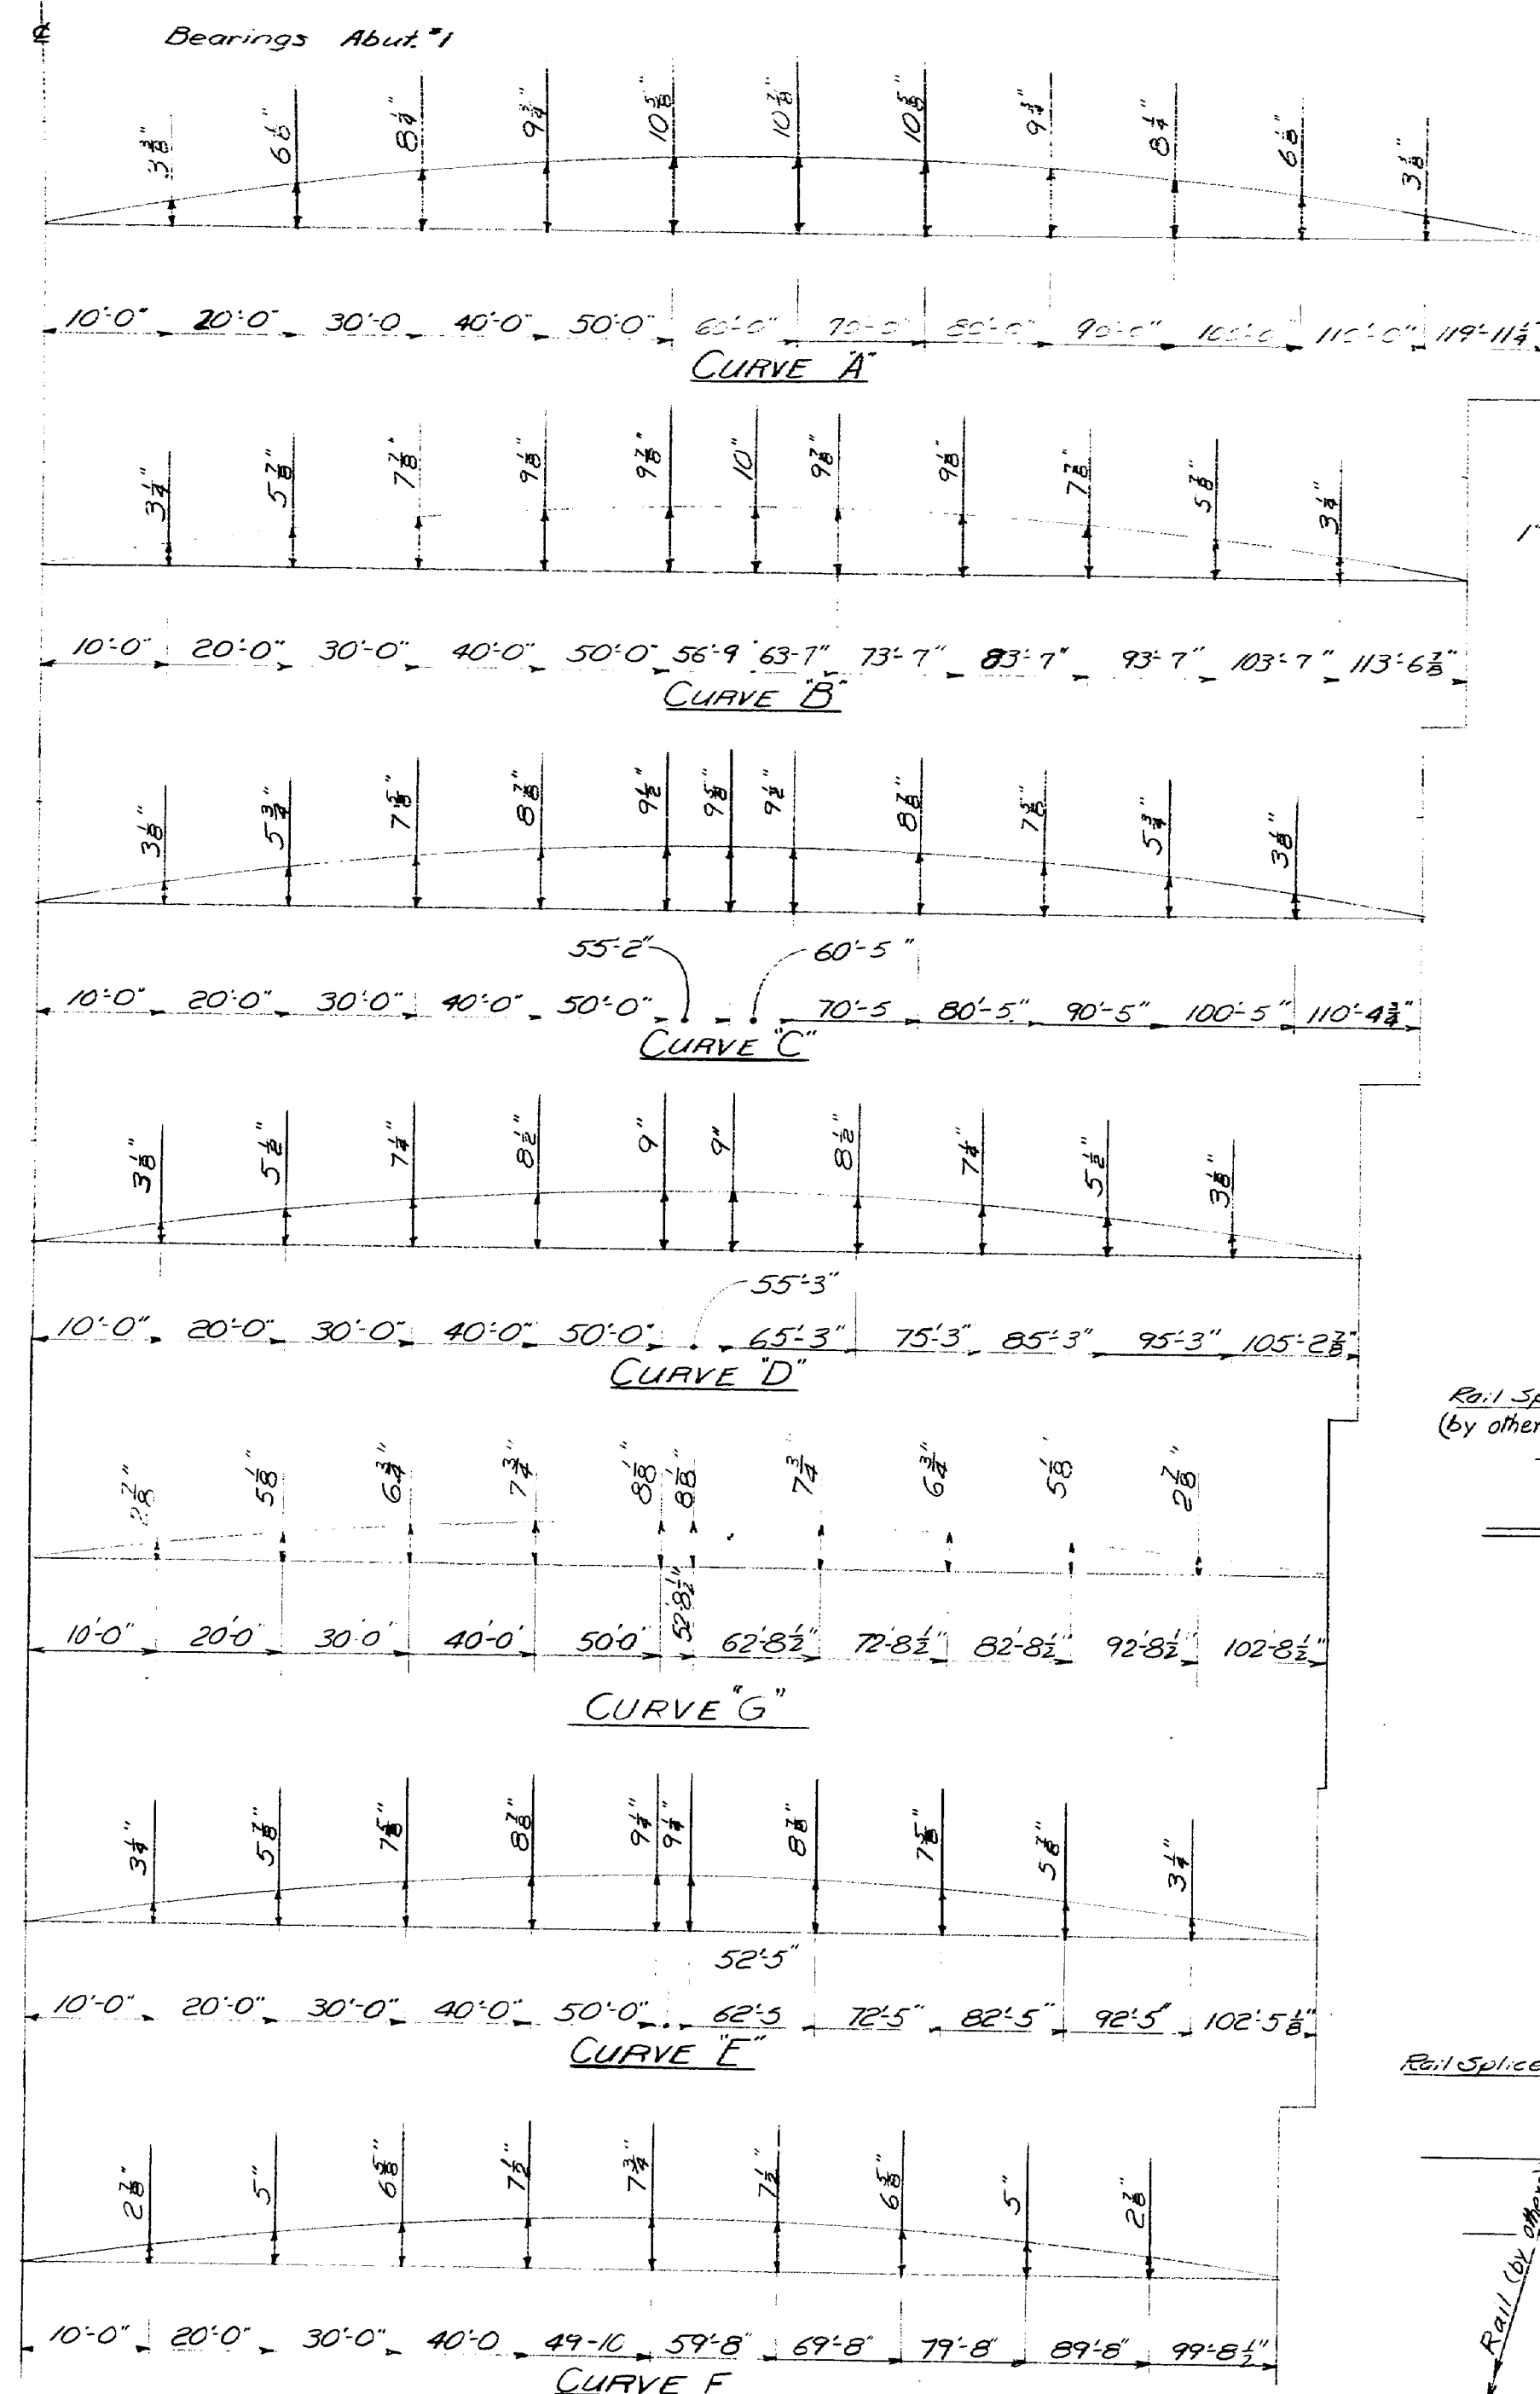 ℄ Bearings Abut. #1
3 3/8" 6 1/8" 8 1/4" 9 3/4" 10 5/8" 10 7/8" 10 5/8" 9 3/4" 8 1/4" 6 1/8" 3 3/8"
10'-0" 20'-0" 30'-0 40'-0" 50'-0" 60'-0" 70'-0" 80'-0" 90'-0" 100'-0" 110'-0" 119'-11 1/4"
CURVE "A"
3 1/4" 5 7/8" 7 7/8" 9 1/8" 9 7/8" 10" 9 7/8" 9 1/8" 7 7/8" 5 7/8" 3 1/4"
1"
10'-0" 20'-0" 30'-0" 40'-0" 50'-0" 56'-9 63-7" 73'-7" 83'-7" 93'-7" 103'-7" 113'-6 7/8"
CURVE "B"
3 1/8" 5 3/4" 7 5/8" 8 7/8" 9 1/2" 9 5/8" 9 1/2" 8 7/8" 7 5/8" 5 3/4" 3 1/8"
55'-2" 60'-5"
10'-0" 20'-0" 30'-0" 40'-0" 50'-0" 70'-5 80'-5" 90'-5" 100'-5" 110'-4 3/4"
CURVE "C"
3 1/8" 5 1/2" 7 1/4" 8 1/2" 9" 9" 8 1/2" 7 1/4" 5 1/2" 3 1/8"
55'-3"
10'-0" 20'-0" 30'-0" 40'-0" 50'-0" 65'-3" 75'-3" 85'-3" 95'-3" 105'-2 7/8"
CURVE "D"
Rail Sp
(by other
2 7/8" 5 1/8" 6 3/4" 7 3/4" 8 1/8" 8 1/8" 7 3/4" 6 3/4" 5 1/8" 2 7/8"
10'-0" 20'-0" 30'-0' 40'-0' 50'-0" 52'-8 1/2" 62'-8 1/2" 72'-8 1/2" 82'-8 1/2" 92'-8 1/2" 102'-8 1/2"
CURVE "G"
3 1/4" 5 7/8" 7 5/8" 8 7/8" 9 1/4" 9 1/4" 8 7/8" 7 5/8" 5 7/8" 3 1/4"
52'-5"
10'-0" 20'-0" 30'-0" 40'-0" 50'-0" 62'-5 72'-5" 82'-5" 92'-5" 102'-5 1/8"
CURVE "E"
Rail Splice
2 7/8" 5" 6 5/8" 7 1/2" 7 3/4" 7 1/2" 6 5/8" 5" 2 7/8"
Rail (by others)
10'-0" 20'-0" 30'-0" 40'-0 49-10 59'-8" 69'-8" 79'-8" 89'-8" 99'-8 1/2"
CURVE F